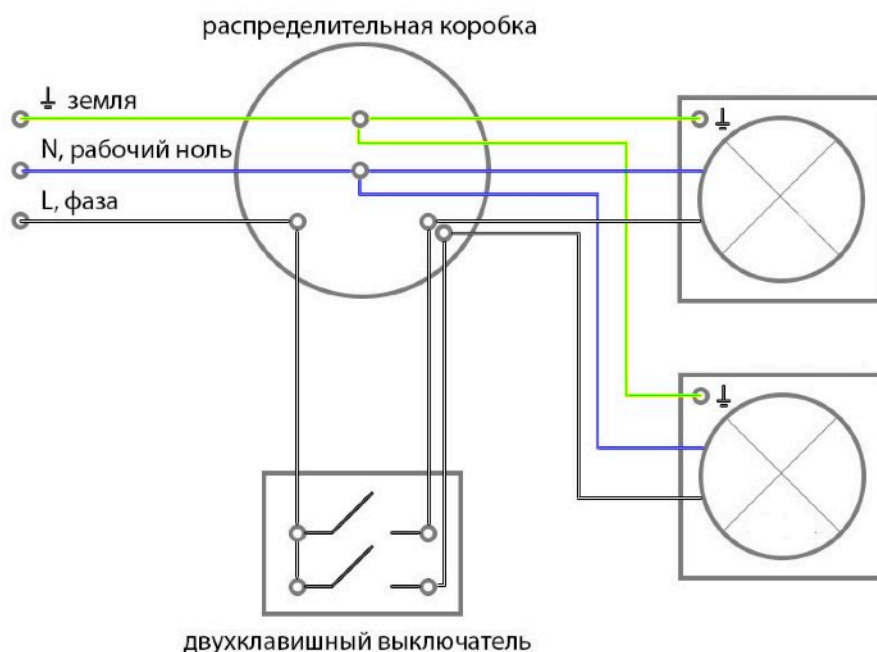 распределительная коробка
земля
N, рабочий ноль
L, фаза
двухклавишный выключатель